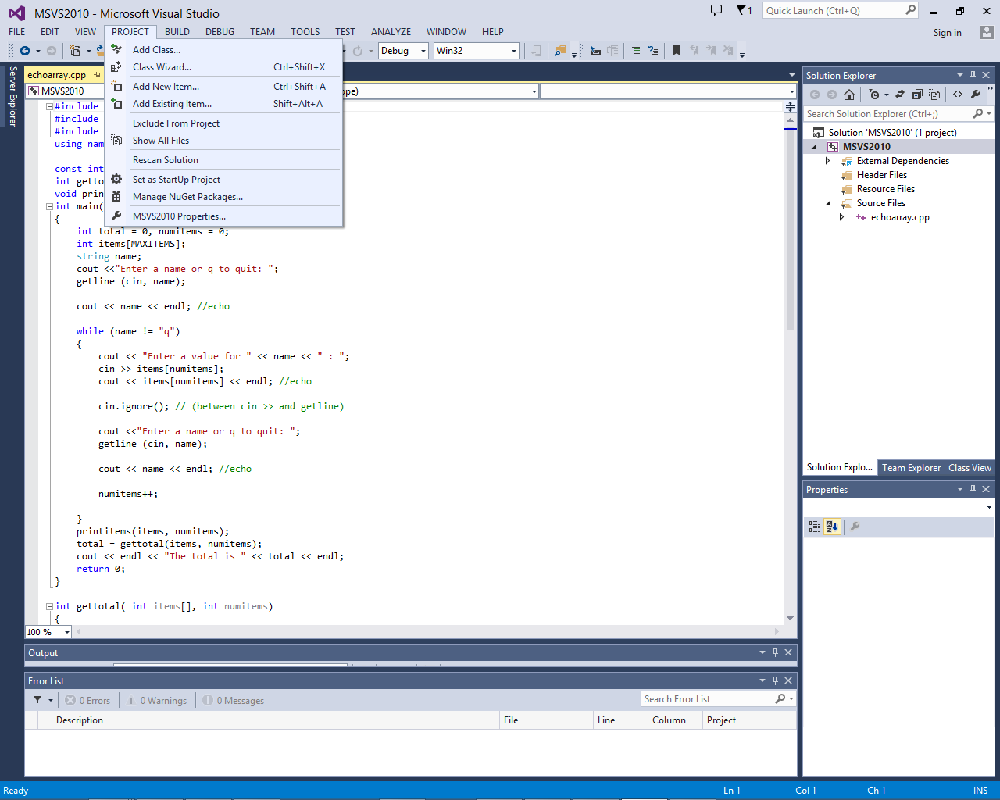 MSVS2010 - Microsoft Visual Studio
1
Quick Launch (Ctrl+Q)
FILE EDIT VIEW PROJECT BUILD DEBUG TEAM TOOLS TEST ANALYZE WINDOW HELP
Sign in
Debug
Win32
Server Explorer
echoarray.cpp
MSVS2010
ope)
Add Class...
Class Wizard... Ctrl+Shift+X
Add New Item... Ctrl+Shift+A
Add Existing Item... Shift+Alt+A
Exclude From Project
Show All Files
Rescan Solution
Set as StartUp Project
Manage NuGet Packages...
MSVS2010 Properties...
#include
#include
#include
using nam
const int
int getto
void prin
int main(
{
int total = 0, numitems = 0;
int items[MAXITEMS];
string name;
cout <<"Enter a name or q to quit: ";
getline (cin, name);
cout << name << endl; //echo
while (name != "q")
{
cout << "Enter a value for " << name << " : ";
cin >> items[numitems];
cout << items[numitems] << endl; //echo
cin.ignore(); // (between cin >> and getline)
cout <<"Enter a name or q to quit: ";
getline (cin, name);
cout << name << endl; //echo
numitems++;
}
printitems(items, numitems);
total = gettotal(items, numitems);
cout << endl << "The total is " << total << endl;
return 0;
}
int gettotal( int items[], int numitems)
{
100 %
Solution Explorer
Search Solution Explorer (Ctrl+;)
Solution 'MSVS2010' (1 project)
MSVS2010
External Dependencies
Header Files
Resource Files
Source Files
echoarray.cpp
Solution Explo... Team Explorer Class View
Properties
Output
Error List
0 Errors 0 Warnings 0 Messages
Search Error List
Description File Line Column Project
Ready Ln 1 Col 1 Ch 1 INS